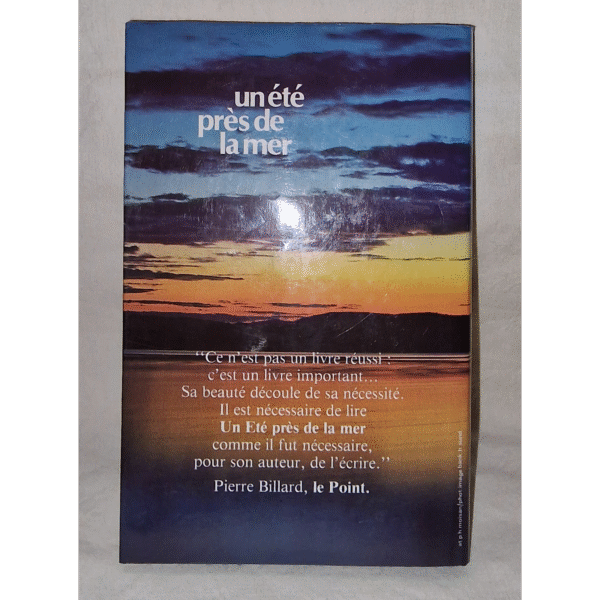 un été
près de
la mer
"Ce n'est pas un livre réussi :
c'est un livre important...
Sa beauté découle de sa nécessité.
Il est nécessaire de lire
Un Eté près de la mer
comme il fut nécessaire,
pour son auteur, de l'écrire."
Pierre Billard, le Point.